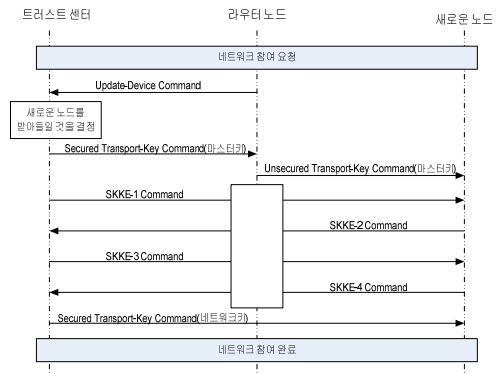 트러스트 센터
라우터 노드
새로운 노드
네트워크 참여 요청
Update-Device Command
새로운 노드를
받아들일 것을 결정
Secured Transport-Key Command(마스터키)
Unsecured Transport-Key Command(마스터키)
SKKE-1 Command
SKKE-2 Command
SKKE-3 Command
SKKE-4 Command
Secured Transport-Key Command(네트워크키)
네트워크 참여 완료